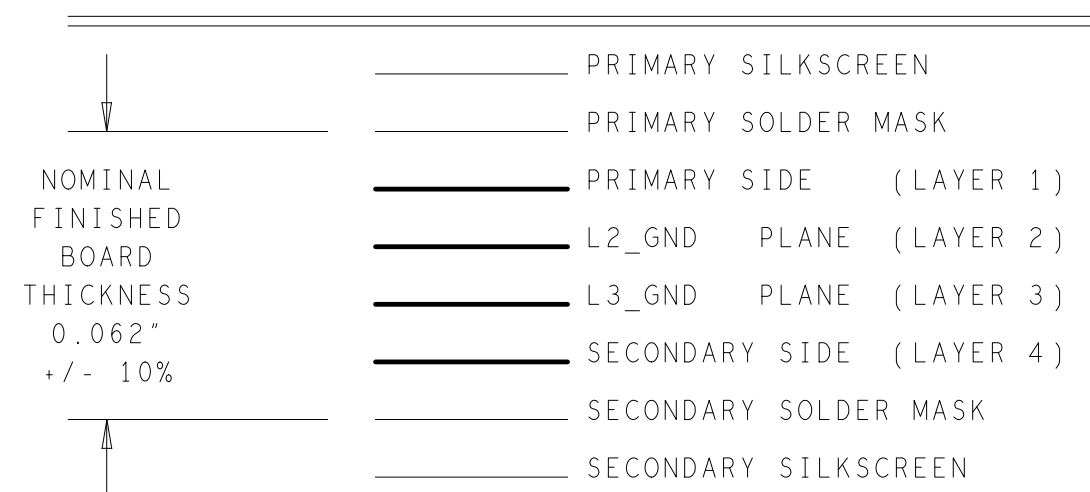 PRIMARY SILKSCREEN
PRIMARY SOLDER MASK
PRIMARY SIDE (LAYER 1)
L2_GND PLANE (LAYER 2)
L3_GND PLANE (LAYER 3)
SECONDARY SIDE (LAYER 4)
SECONDARY SOLDER MASK
SECONDARY SILKSCREEN
NOMINAL
FINISHED
BOARD
THICKNESS
0.062"
+/- 10%